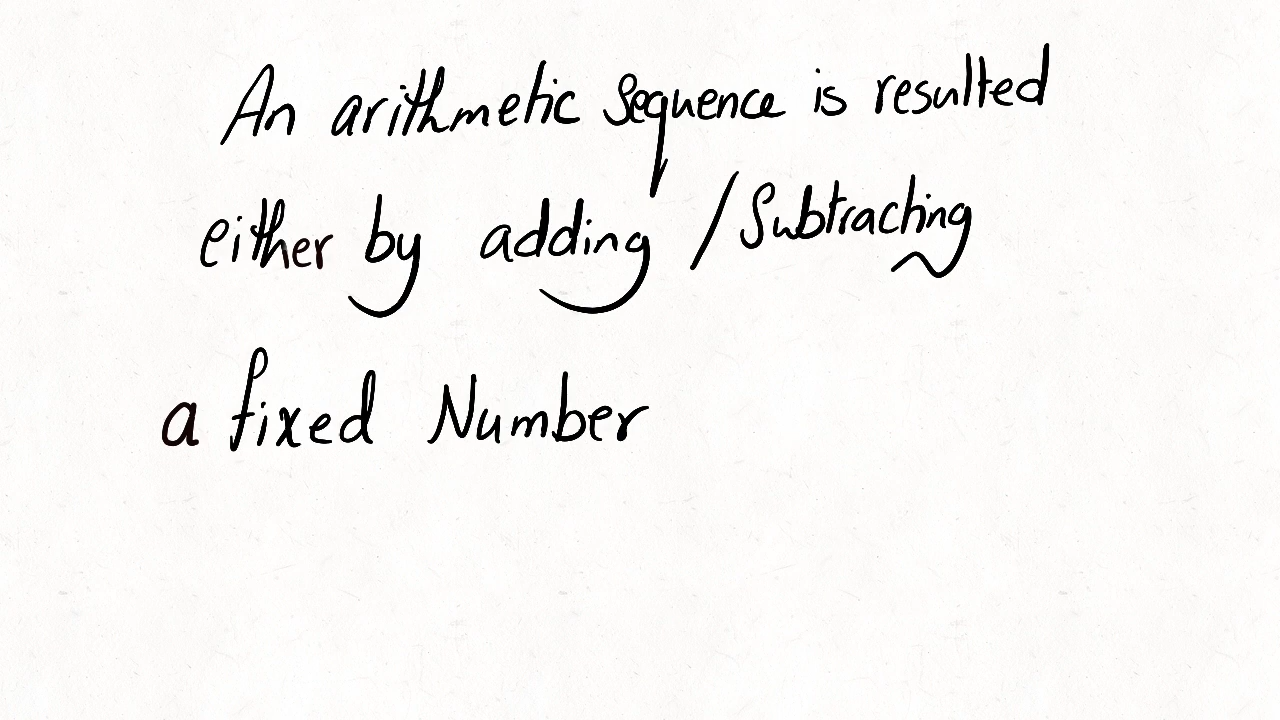 An arithmetic sequence is resulted
either by adding / Subtracting
a fixed Number